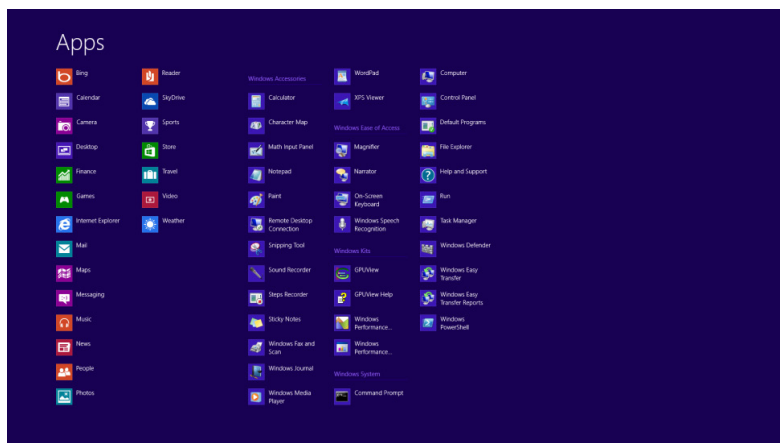 Apps
Bing
Calendar
Camera
Desktop
Finance
Games
Internet Explorer
Mail
Maps
Messaging
Music
News
People
Photos
Reader
SkyDrive
Sports
Store
Travel
Video
Weather
Windows Accessories
Calculator
Character Map
Math Input Panel
Notepad
Paint
Remote Desktop
Connection
Snipping Tool
Sound Recorder
Steps Recorder
Sticky Notes
Windows Fax and
Scan
Windows Journal
Windows Media
Player
WordPad
XPS Viewer
Windows Ease of Access
Magnifier
Narrator
On-Screen
Keyboard
Windows Speech
Recognition
Windows Kits
GPUView
GPUView Help
Windows
Performance...
Windows
Performance...
Windows System
Command Prompt
Computer
Control Panel
Default Programs
File Explorer
Help and Support
Run
Task Manager
Windows Defender
Windows Easy
Transfer
Windows Easy
Transfer Reports
Windows
PowerShell